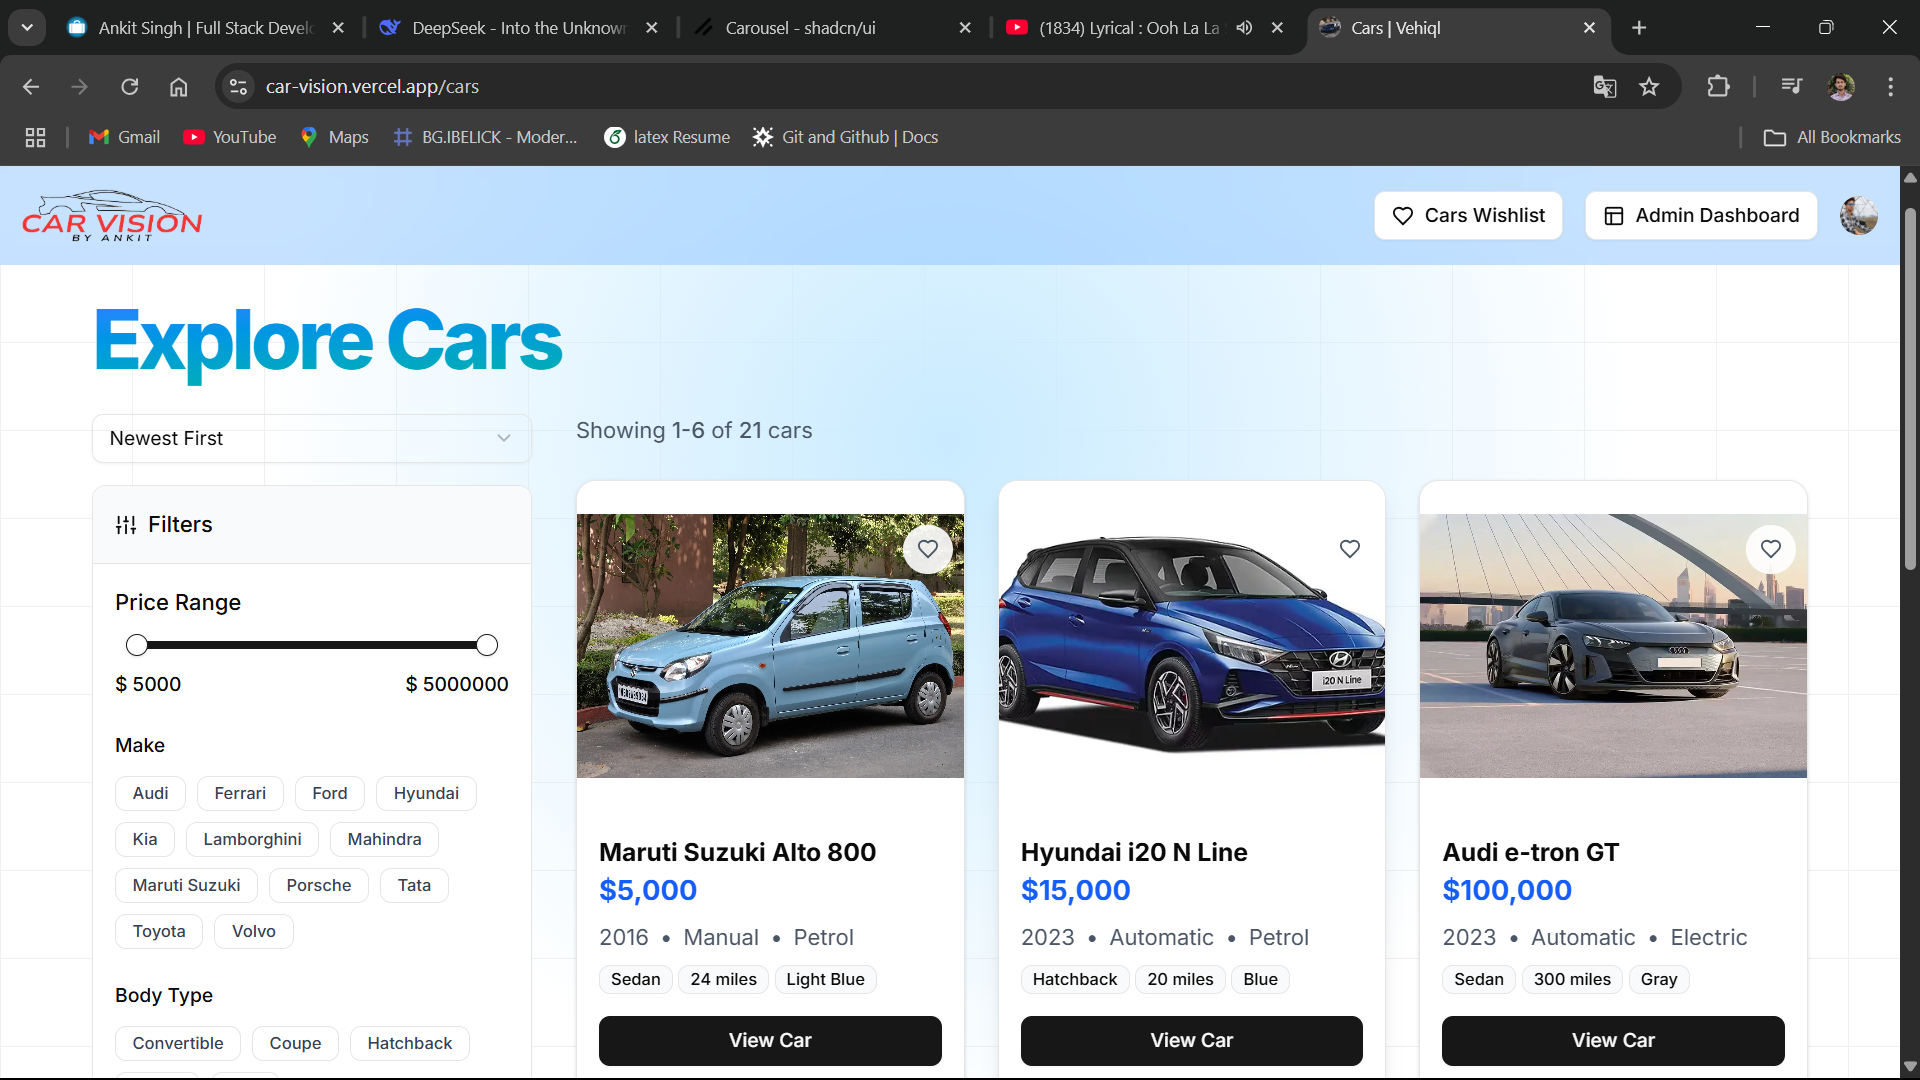 Ankit Singh | Full Stack Develo
DeepSeek - Into the Unknown
Carousel - shadcn/ui
(1834) Lyrical : Ooh La La
Cars | Vehiql
car-vision.vercel.app/cars
Gmail
YouTube
Maps
BG.IBELICK - Moder...
latex Resume
Git and Github | Docs
All Bookmarks
CAR VISION
BY ANKIT
Cars Wishlist
Admin Dashboard
Explore Cars
Newest First
Showing 1-6 of 21 cars
Filters
Price Range
$ 5000
$ 5000000
Make
Audi
Ferrari
Ford
Hyundai
Kia
Lamborghini
Mahindra
Maruti Suzuki
Porsche
Tata
Toyota
Volvo
Body Type
Convertible
Coupe
Hatchback
Maruti Suzuki Alto 800
$5,000
2016 • Manual • Petrol
Sedan
24 miles
Light Blue
View Car
i20 N Line
Hyundai i20 N Line
$15,000
2023 • Automatic • Petrol
Hatchback
20 miles
Blue
View Car
Audi e-tron GT
$100,000
2023 • Automatic • Electric
Sedan
300 miles
Gray
View Car